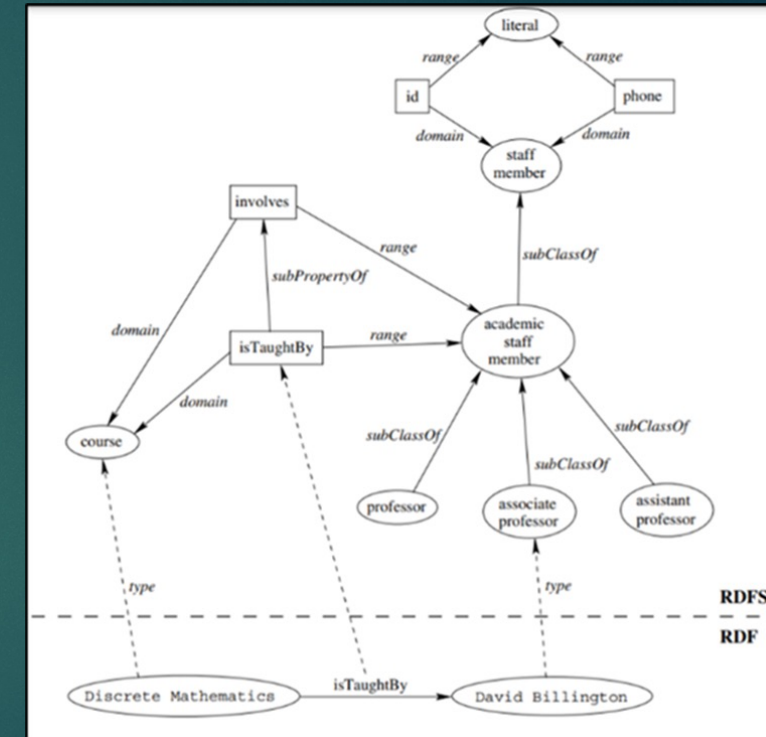 literal
range
range
id
phone
domain
domain
staff
member
involves
range
subClassOf
subPropertyOf
academic
staff
member
domain
isTaughtBy
range
domain
subClassOf
course
subClassOf
subClassOf
professor
associate
professor
assistant
professor
type
type
RDFS
RDF
isTaughtBy
Discrete Mathematics
David Billington